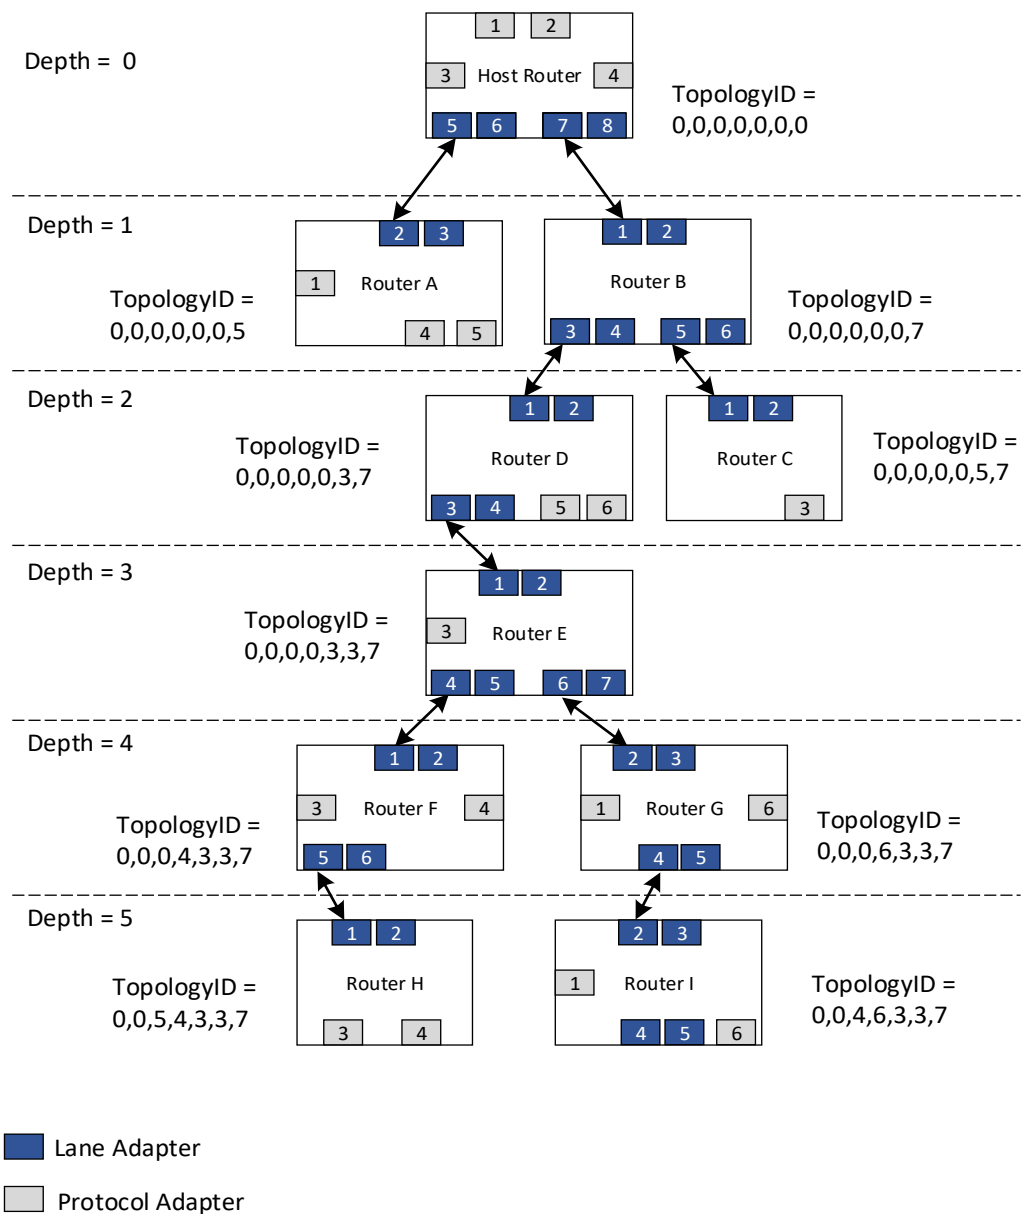 Depth = 0
1 2
3 Host Router 4
5 6 7 8
TopologyID =
0,0,0,0,0,0,0
Depth = 1
2 3
1 Router A
4 5
TopologyID =
0,0,0,0,0,0,5
1 2
Router B
3 4 5 6
TopologyID =
0,0,0,0,0,0,7
Depth = 2
TopologyID =
0,0,0,0,0,3,7
1 2
Router D
3 4 5 6
1 2
Router C
3
TopologyID =
0,0,0,0,0,5,7
Depth = 3
TopologyID =
0,0,0,0,3,3,7
1 2
3 Router E
4 5 6 7
Depth = 4
TopologyID =
0,0,0,4,3,3,7
1 2
3 Router F 4
5 6
2 3
1 Router G 6
4 5
TopologyID =
0,0,0,6,3,3,7
Depth = 5
TopologyID =
0,0,5,4,3,3,7
1 2
Router H
3 4
2 3
1 Router I
4 5 6
TopologyID =
0,0,4,6,3,3,7
Lane Adapter
Protocol Adapter